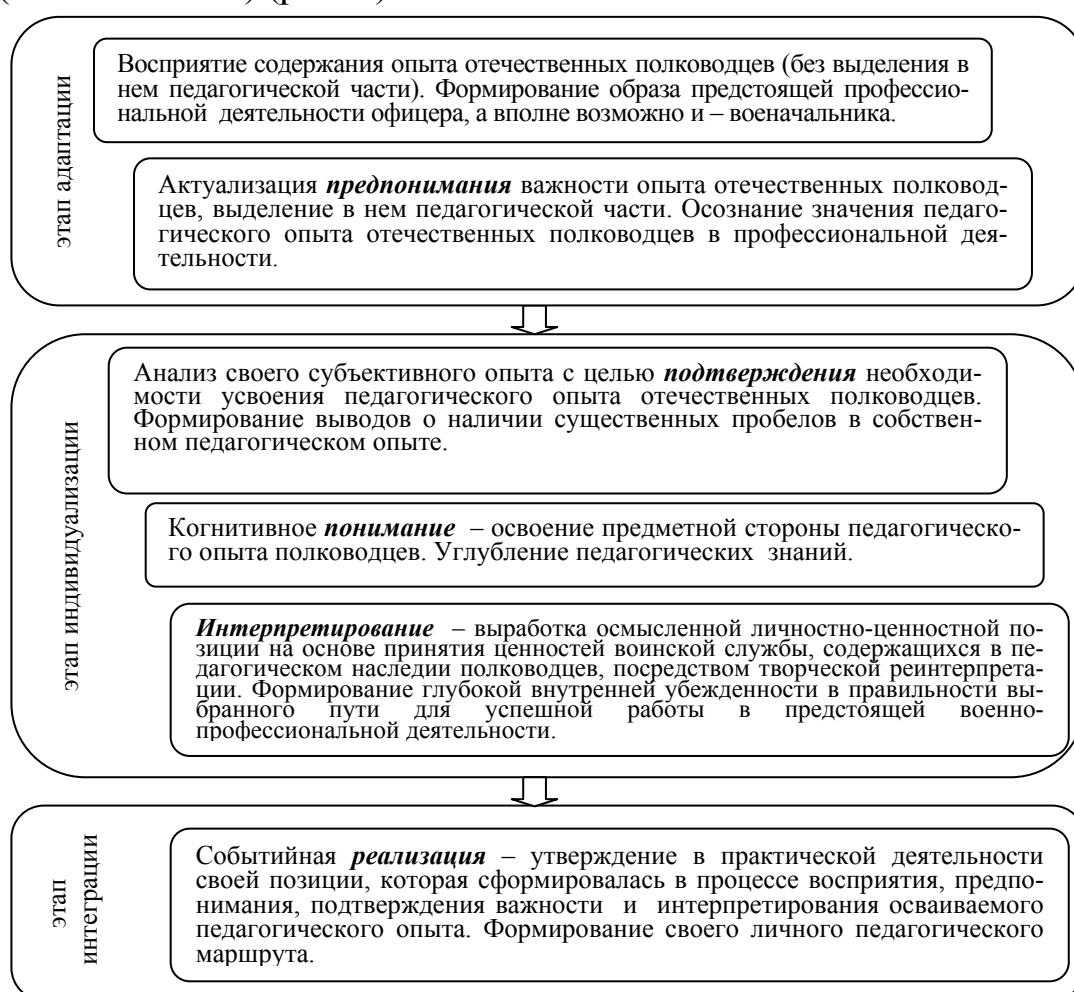 этап адаптации
Восприятие содержания опыта отечественных полководцев (без выделения в
нем педагогической части). Формирование образа предстоящей профессио-
нальной деятельности офицера, а вполне возможно и – военачальника.
Актуализация предпонимания важности опыта отечественных полковод-
цев, выделение в нем педагогической части. Осознание значения педаго-
гического опыта отечественных полководцев в профессиональной дея-
тельности.
этап индивидуализации
Анализ своего субъективного опыта с целью подтверждения необходи-
мости усвоения педагогического опыта отечественных полководцев.
Формирование выводов о наличии существенных пробелов в собствен-
ном педагогическом опыте.
Когнитивное понимание – освоение предметной стороны педагогическо-
го опыта полководцев. Углубление педагогических знаний.
Интерпретирование – выработка осмысленной личностно-ценностной по-
зиции на основе принятия ценностей воинской службы, содержащихся в пе-
дагогическом наследии полководцев, посредством творческой реинтерпрета-
ции. Формирование глубокой внутренней убежденности в правильности вы-
бранного пути для успешной работы в предстоящей военно-
профессиональной деятельности.
этап
интеграции
Событийная реализация – утверждение в практической деятельности
своей позиции, которая сформировалась в процессе восприятия, предпо-
нимания, подтверждения важности и интерпретирования осваиваемого
педагогического опыта. Формирование своего личного педагогического
маршрута.